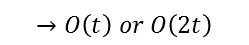 → O(t) or O(2t)